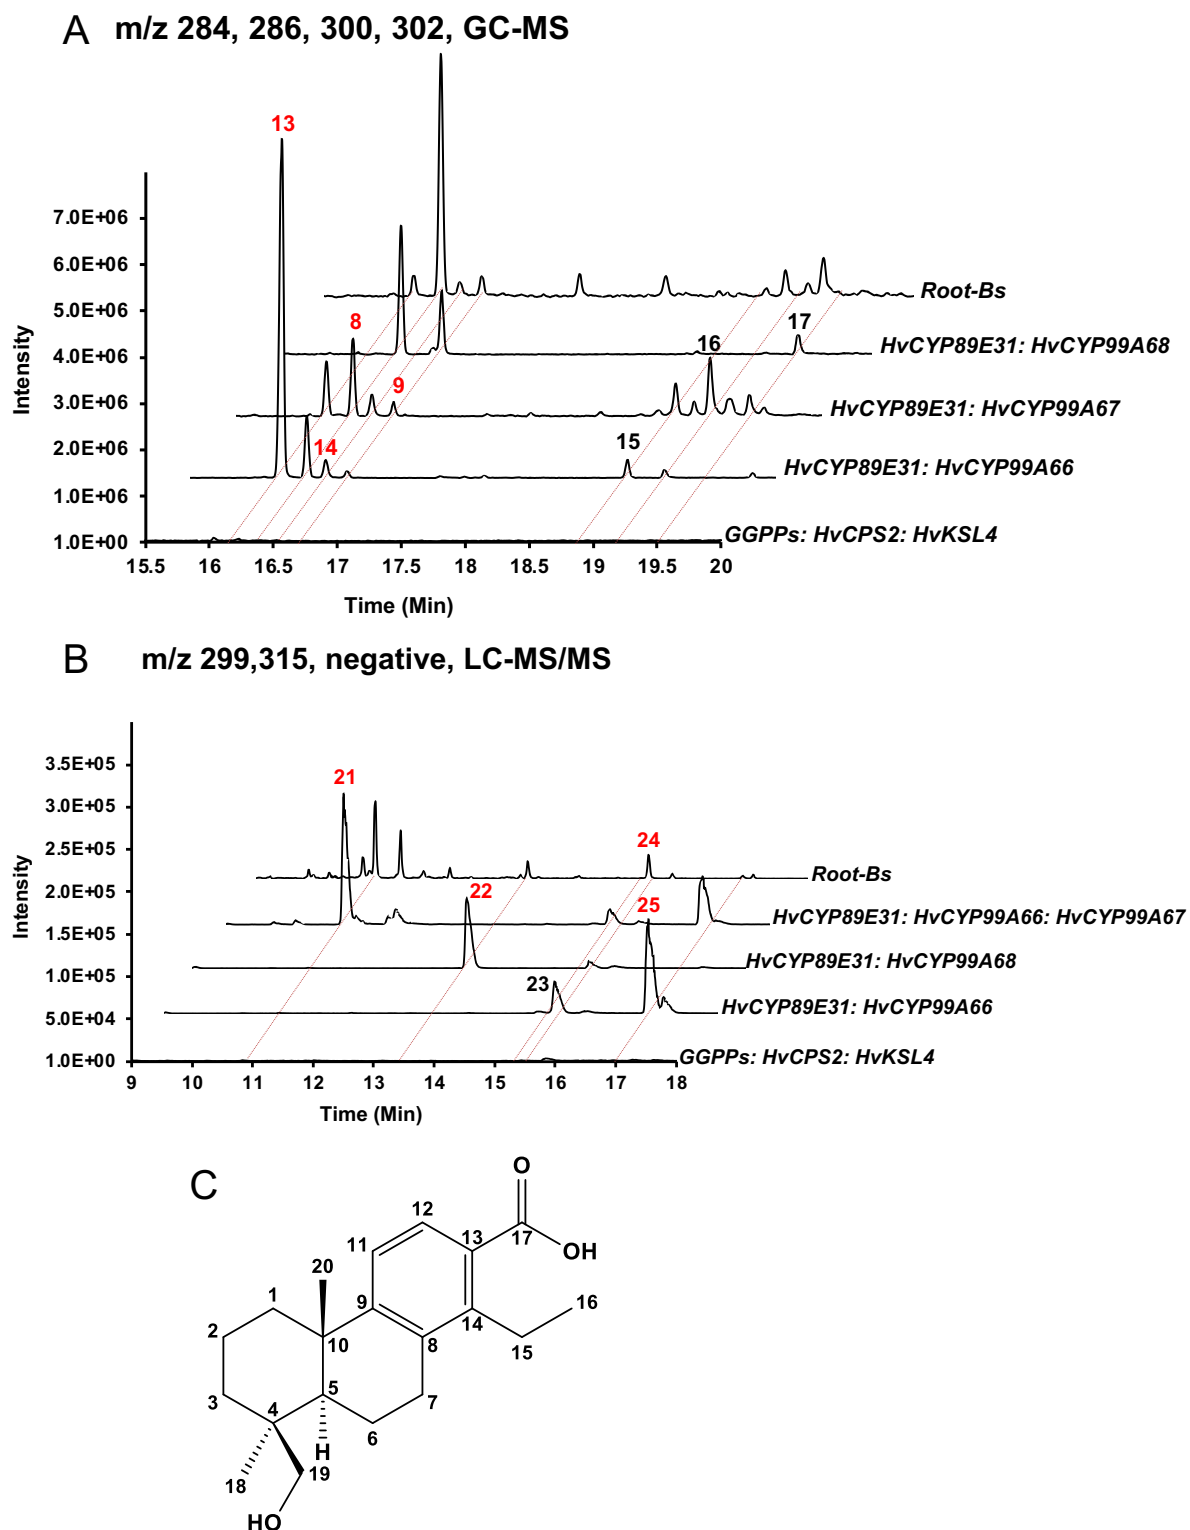 A m/z 284, 286, 300, 302, GC-MS
13
7.0E+06
6.0E+06
Root-Bs
5.0E+06
8
17
4.0E+06
16
HvCYP89E31: HvCYP99A68
Intensity
9
3.0E+06
HvCYP89E31: HvCYP99A67
14
15
2.0E+06
HvCYP89E31: HvCYP99A66
1.0E+06
1.0E+00
GGPPs: HvCPS2: HvKSL4
15.5 16 16.5 17 17.5 18 18.5 19 19.5 20
Time (Min)
B m/z 299,315, negative, LC-MS/MS
3.5E+05
21
3.0E+05
2.5E+05
24
Root-Bs
2.0E+05
22
25
HvCYP89E31: HvCYP99A66: HvCYP99A67
Intensity
1.5E+05
HvCYP89E31: HvCYP99A68
1.0E+05
23
HvCYP89E31: HvCYP99A66
5.0E+04
1.0E+00
GGPPs: HvCPS2: HvKSL4
9 10 11 12 13 14 15 16 17 18
Time (Min)
C
O
12
17
13
11
OH
20
1
16
9
14
2
10
8
15
5
3
4
7
6
H
18
19
HO